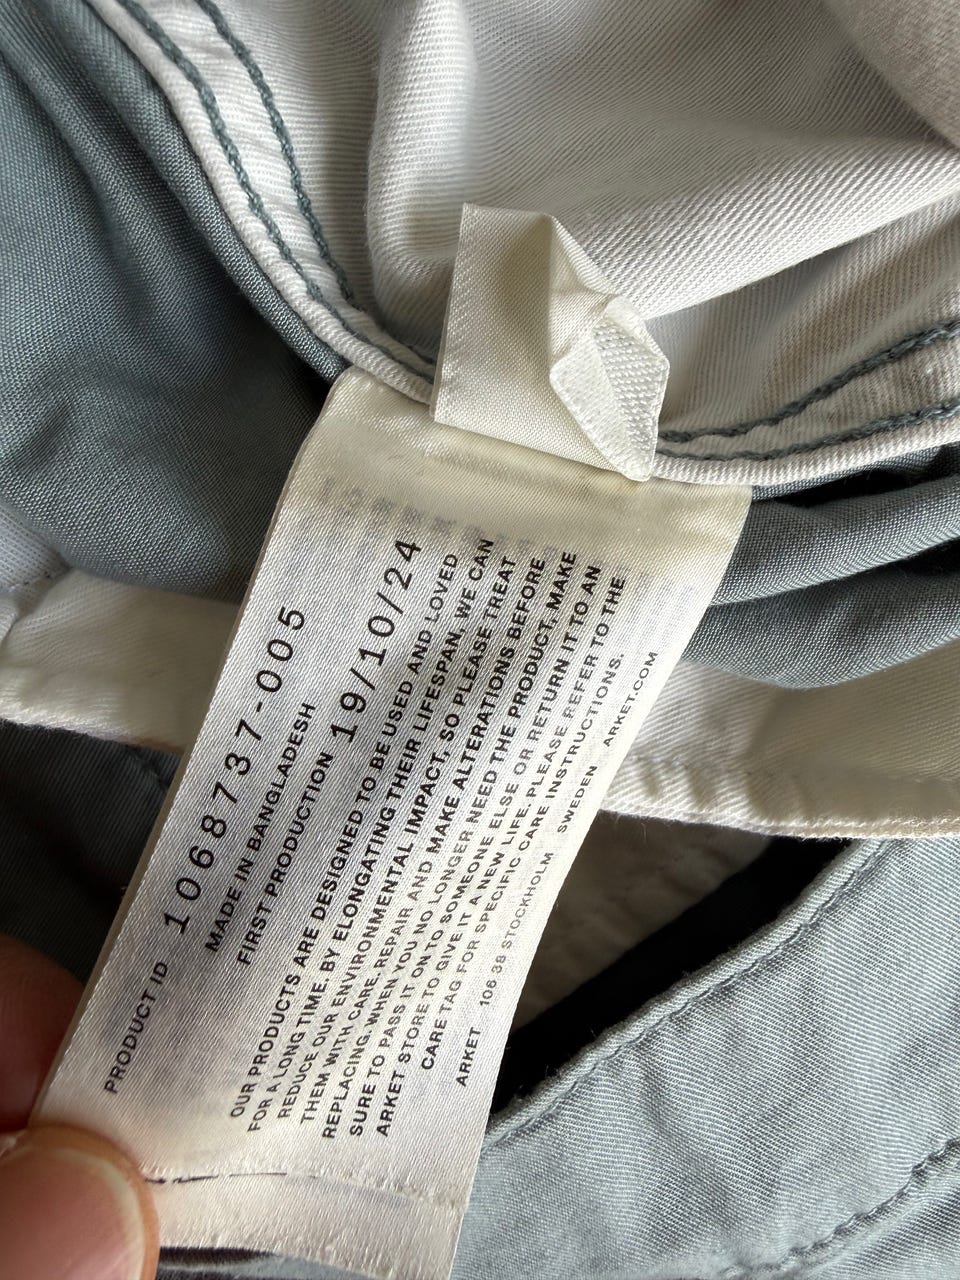 PRODUCT ID 1068737-005
MADE IN BANGLADESH
FIRST PRODUCTION 19/10/24
OUR PRODUCTS ARE DESIGNED TO BE USED AND LOVED
FOR A LONG TIME. BY ELONGATING THEIR LIFESPAN, WE CAN
REDUCE OUR ENVIRONMENTAL IMPACT, SO PLEASE TREAT
THEM WITH CARE. REPAIR AND MAKE ALTERATIONS BEFORE
REPLACING. WHEN YOU NO LONGER NEED THE PRODUCT, MAKE
SURE TO PASS IT ON TO SOMEONE ELSE OR RETURN IT TO AN
ARKET STORE TO GIVE IT A NEW LIFE. PLEASE REFER TO THE
CARE TAG FOR SPECIFIC CARE INSTRUCTIONS.
ARKET 106 38 STOCKHOLM SWEDEN ARKET.COM